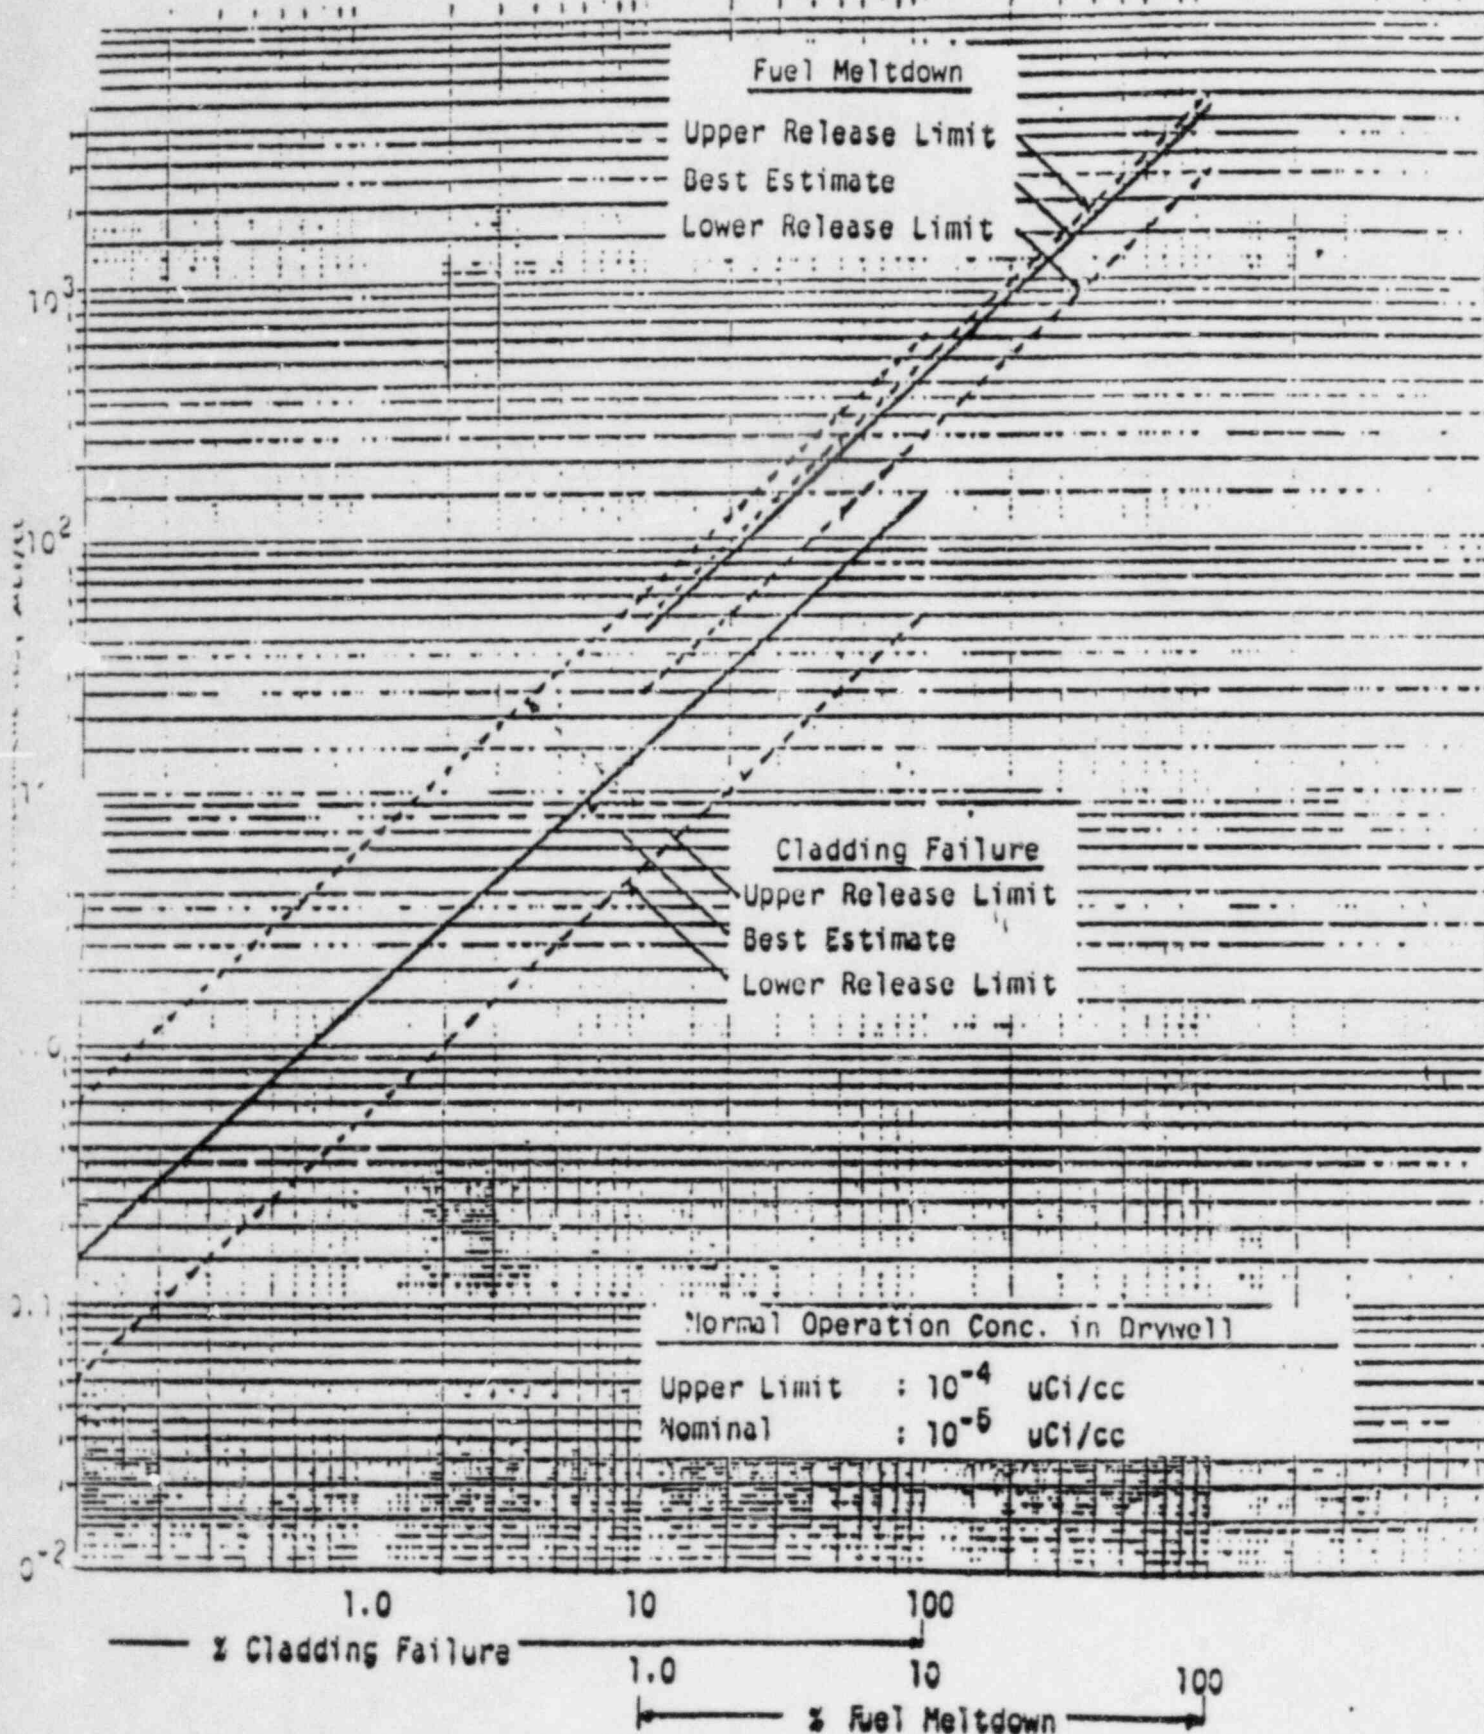 Fuel Meltdown
Upper Release Limit
Best Estimate
Lower Release Limit
10³
10²
Cladding Failure
Upper Release Limit
Best Estimate
Lower Release Limit
Normal Operation Conc. in Drywell
Upper Limit : 10⁻⁴ uCi/cc
Nominal : uCi/cc
1.0 10 100
% Cladding Failure
1.0 10 100
% Fuel Meltdown